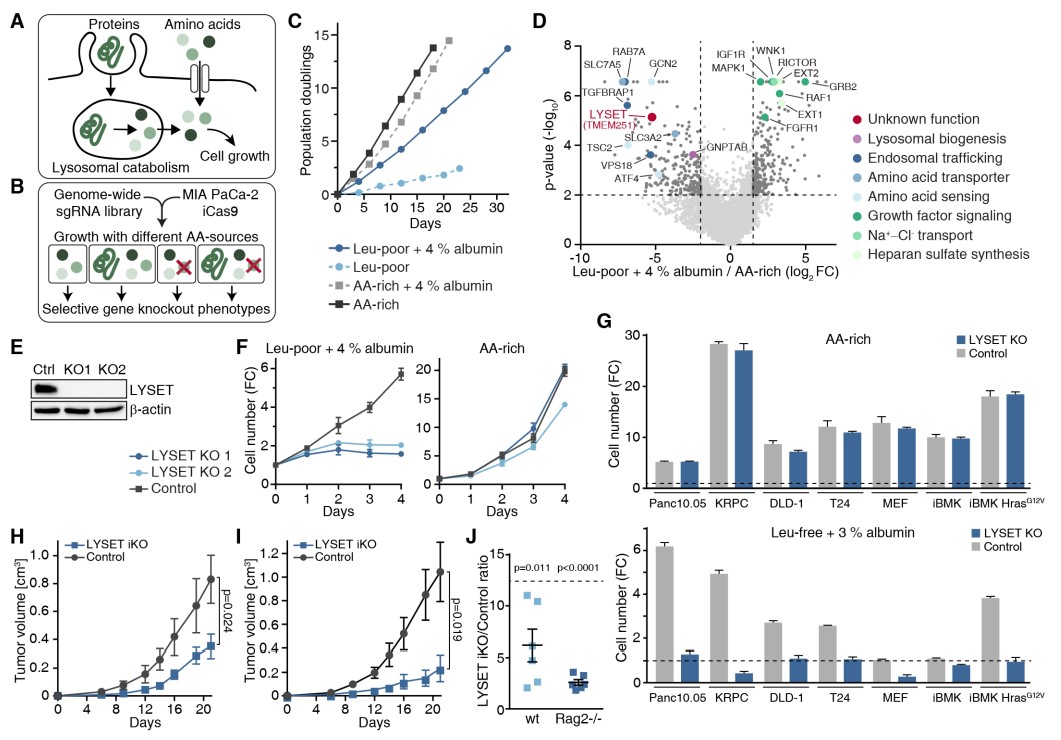 A
Proteins
Amino acids
Lysosomal catabolism
Cell growth
B
Genome-wide
sgRNA library
MIA PaCa-2
iCas9
Growth with different AA-sources
Selective gene knockout phenotypes
C
Population doublings
15
10
5
0
0 5 10 15 20 25 30
Days
Leu-poor + 4 % albumin
Leu-poor
AA-rich + 4 % albumin
AA-rich
D
p-value (-log10)
8
6
4
2
0
-10 -5 0 5
Leu-poor + 4 % albumin / AA-rich (log2 FC)
RAB7A
SLC7A5
GCN2
TGFBRAP1
LYSET
(TMEM251)
SLC3A2
TSC2
VPS18
ATF4
GNPTAB
IGF1R
WNK1
MAPK1
RICTOR
EXT2
GRB2
RAF1
EXT1
FGFR1
Unknown function
Lysosomal biogenesis
Endosomal trafficking
Amino acid transporter
Amino acid sensing
Growth factor signaling
Na+–Cl- transport
Heparan sulfate synthesis
E
Ctrl KO1 KO2
LYSET
β-actin
F
Leu-poor + 4 % albumin
Cell number (FC)
6
4
2
0
0 1 2 3 4
Days
AA-rich
20
15
10
5
0
0 1 2 3 4
Days
LYSET KO 1
LYSET KO 2
Control
G
AA-rich
LYSET KO
Control
Cell number (FC)
30
20
10
0
Panc10.05 KRPC DLD-1 T24 MEF iBMK iBMK HrasG12V
Leu-free + 3 % albumin
LYSET KO
Control
Cell number (FC)
6
4
2
0
Panc10.05 KRPC DLD-1 T24 MEF iBMK iBMK HrasG12V
H
LYSET iKO
Control
Tumor volume [cm3]
1.0
0.8
0.6
0.4
0.2
0
0 4 8 12 16 20
Days
p=0.024
I
LYSET iKO
Control
Tumor volume [cm3]
1.2
1.0
0.8
0.6
0.4
0.2
0
0 4 8 12 16 20
Days
p=0.019
J
LYSET iKO/Control ratio
15
10
5
0
p=0.011 p<0.0001
wt Rag2-/-